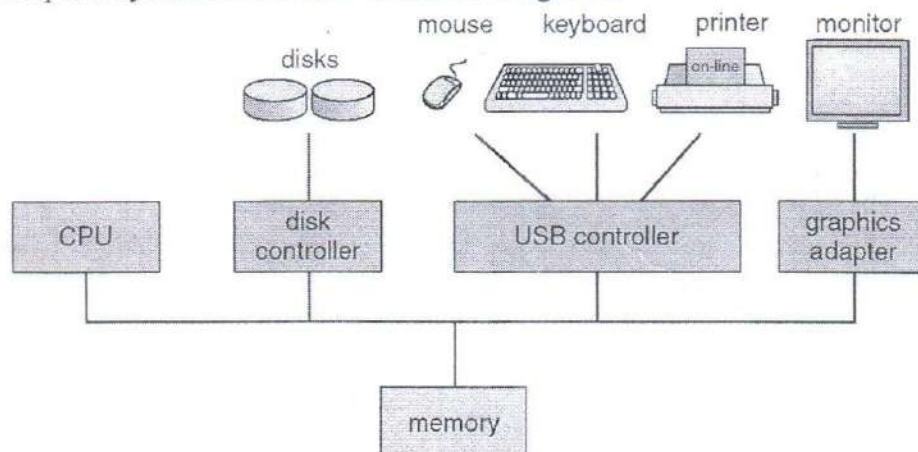 mouse keyboard printer monitor
disks
on-line
CPU
disk
controller
USB controller
graphics
adapter
memory